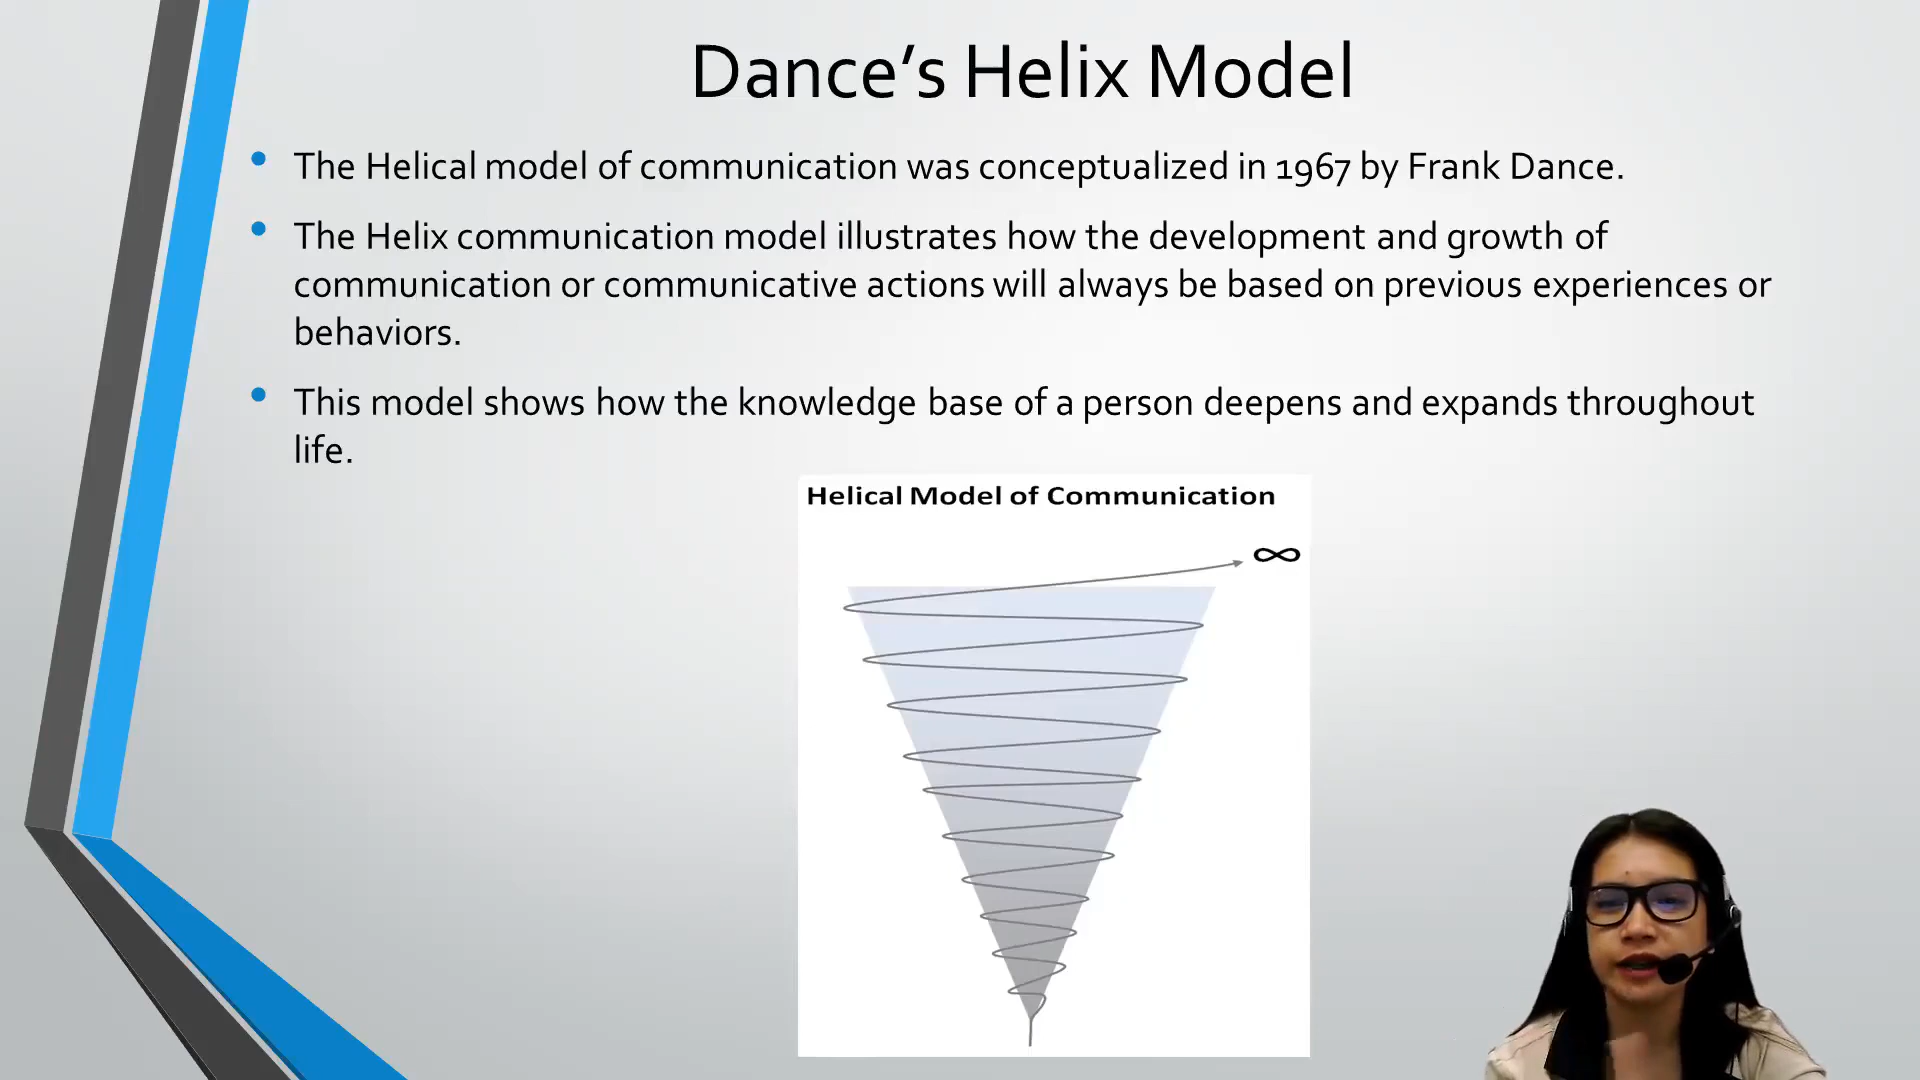 Dance’s Helix Model
• The Helical model of communication was conceptualized in 1967 by Frank Dance.
• The Helix communication model illustrates how the development and growth of
communication or communicative actions will always be based on previous experiences or
behaviors.
• This model shows how the knowledge base of a person deepens and expands throughout
life.
Helical Model of Communication
∞